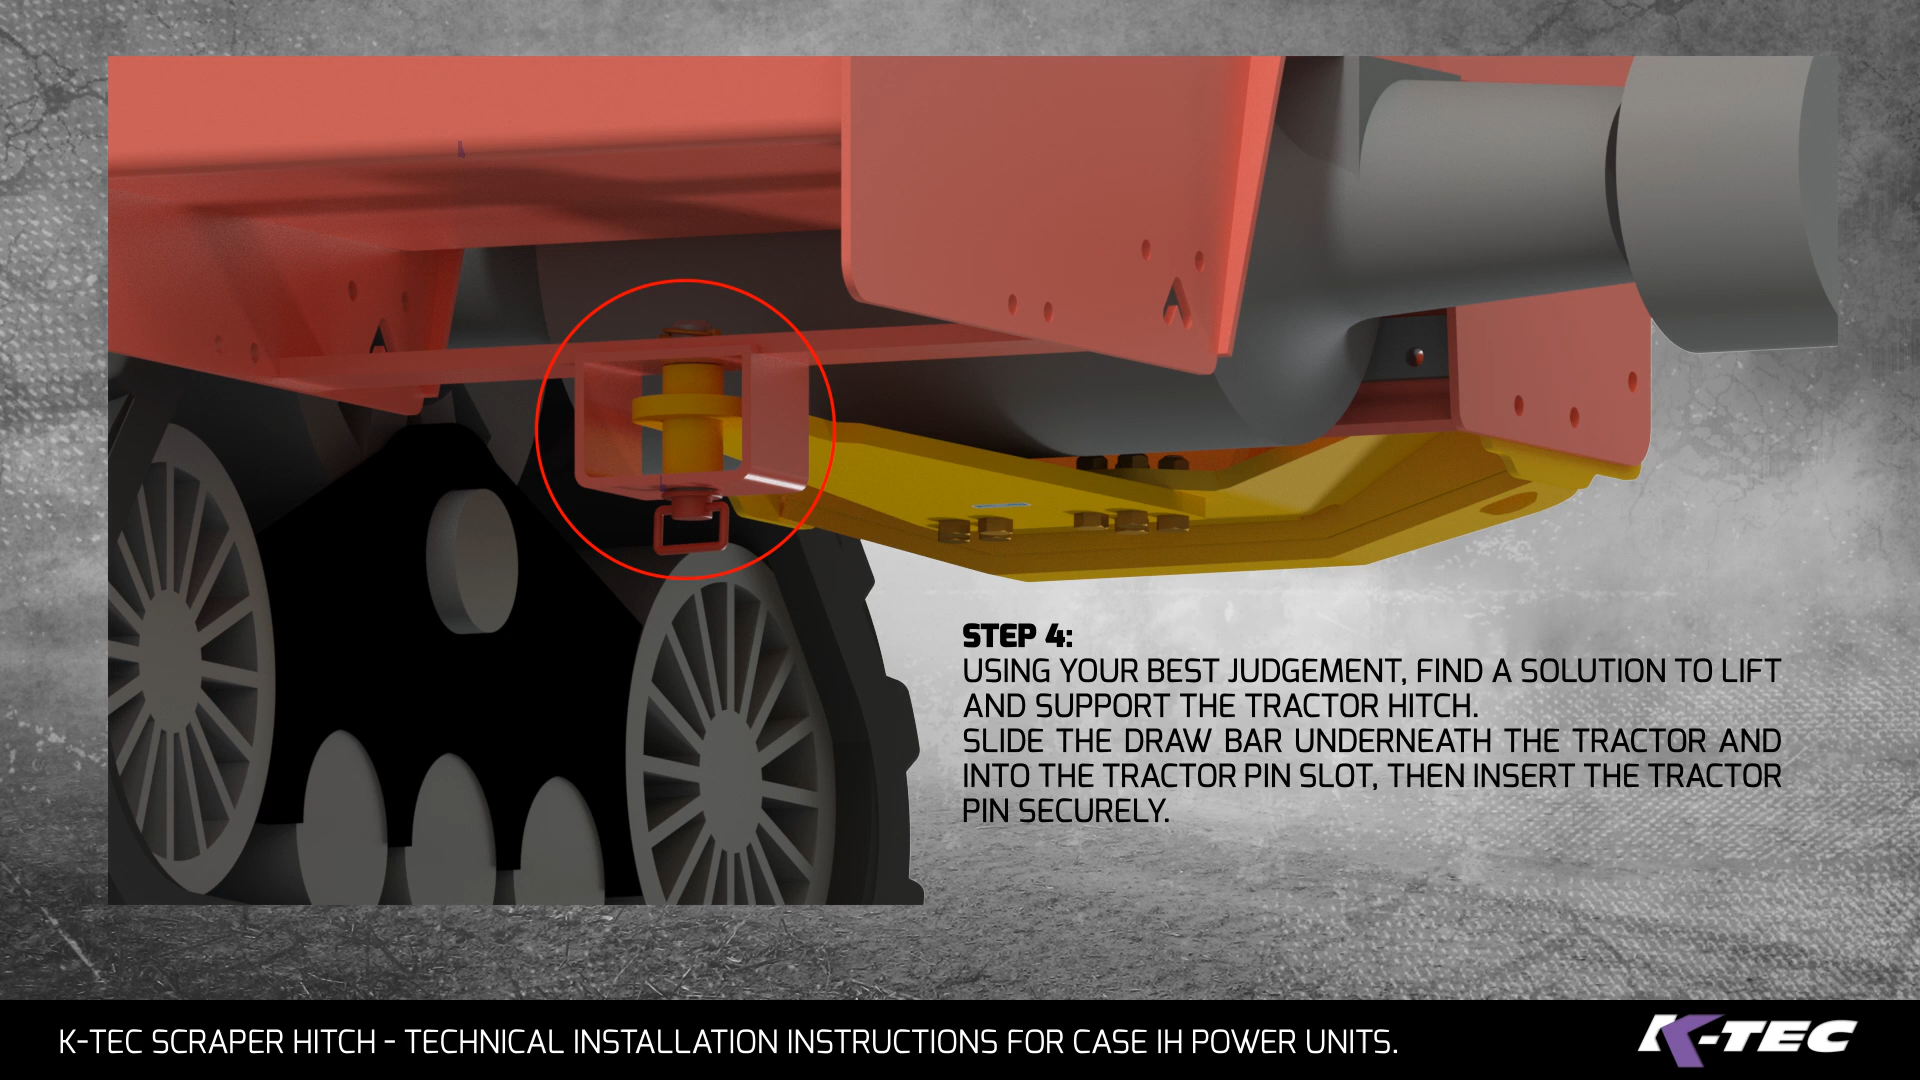 STEP 4:
USING YOUR BEST JUDGEMENT, FIND A SOLUTION TO LIFT
AND SUPPORT THE TRACTOR HITCH.
SLIDE THE DRAW BAR UNDERNEATH THE TRACTOR AND
INTO THE TRACTOR PIN SLOT, THEN INSERT THE TRACTOR
PIN SECURELY.
K-TEC SCRAPER HITCH - TECHNICAL INSTALLATION INSTRUCTIONS FOR CASE IH POWER UNITS.
K-TEC